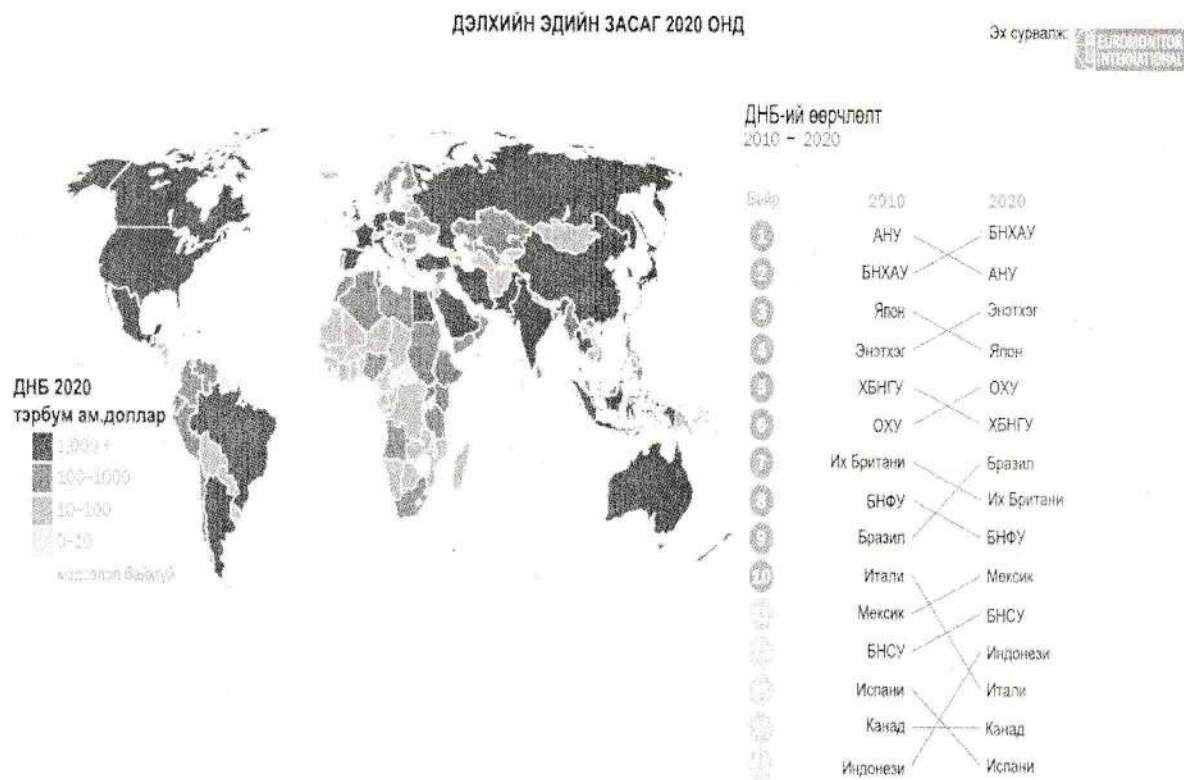 ДЭЛХИЙН ЭДИЙН ЗАСАГ 2020 ОНД
Эх сурвалж:
EUROMONITOR
INTERNATIONAL
ДНБ-ий өөрчлөлт
2010 – 2020
Байр 2010 2020
1 АНУ БНХАУ
2 БНХАУ АНУ
3 Япон Энэтхэг
4 Энэтхэг Япон
5 ХБНГУ ОХУ
6 ОХУ ХБНГУ
7 Их Британи Бразил
8 БНФУ Их Британи
9 Бразил БНФУ
10 Итали Мексик
Мексик БНСУ
БНСУ Индонези
Испани Итали
Канад Канад
Индонези Испани
ДНБ 2020
тэрбум ам.доллар
1,000 +
100-1000
10-100
0-10
мэдээлэл байхгүй